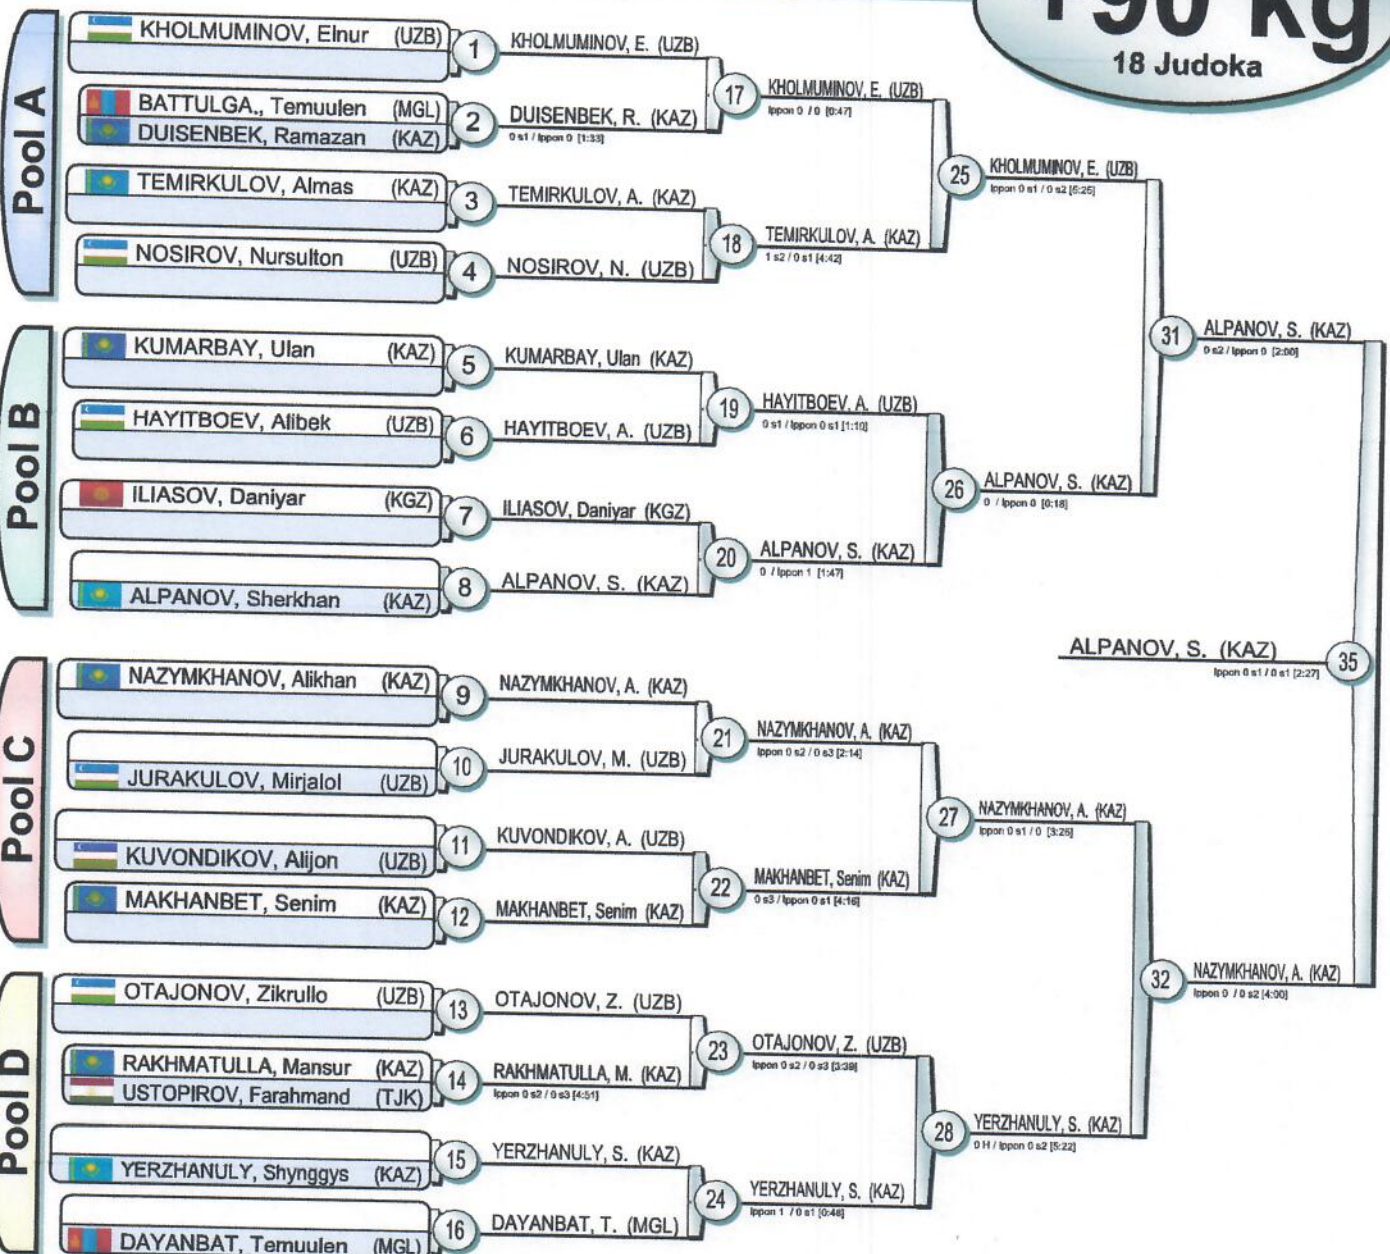 +90 kg
18 Judoka
Pool A
KHOLMUMINOV, Elnur (UZB)
1
BATTULGA,, Temuulen (MGL)
DUISENBEK, Ramazan (KAZ)
2
TEMIRKULOV, Almas (KAZ)
3
NOSIROV, Nursulton (UZB)
4
Pool B
KUMARBAY, Ulan (KAZ)
5
HAYITBOEV, Alibek (UZB)
6
ILIASOV, Daniyar (KGZ)
7
ALPANOV, Sherkhan (KAZ)
8
Pool C
NAZYMKHANOV, Alikhan (KAZ)
9
JURAKULOV, Mirjalol (UZB)
10
KUVONDIKOV, Alijon (UZB)
11
MAKHANBET, Senim (KAZ)
12
Pool D
OTAJONOV, Zikrullo (UZB)
13
RAKHMATULLA, Mansur (KAZ)
USTOPIROV, Farahmand (TJK)
14
YERZHANULY, Shynggys (KAZ)
15
DAYANBAT, Temuulen (MGL)
16
KHOLMUMINOV, E. (UZB)
DUISENBEK, R. (KAZ)
0 s1 / Ippon 0 [1:33]
TEMIRKULOV, A. (KAZ)
NOSIROV, N. (UZB)
KUMARBAY, Ulan (KAZ)
HAYITBOEV, A. (UZB)
ILIASOV, Daniyar (KGZ)
ALPANOV, S. (KAZ)
NAZYMKHANOV, A. (KAZ)
JURAKULOV, M. (UZB)
KUVONDIKOV, A. (UZB)
MAKHANBET, Senim (KAZ)
OTAJONOV, Z. (UZB)
RAKHMATULLA, M. (KAZ)
Ippon 0 s2 / 0 s3 [4:51]
YERZHANULY, S. (KAZ)
DAYANBAT, T. (MGL)
17
KHOLMUMINOV, E. (UZB)
Ippon 0 / 0 [0:47]
18
TEMIRKULOV, A. (KAZ)
1 s2 / 0 s1 [4:42]
19
HAYITBOEV, A. (UZB)
0 s1 / Ippon 0 s1 [1:10]
20
ALPANOV, S. (KAZ)
0 / Ippon 1 [1:47]
21
NAZYMKHANOV, A. (KAZ)
Ippon 0 s2 / 0 s3 [2:14]
22
MAKHANBET, Senim (KAZ)
0 s3 / Ippon 0 s1 [4:16]
23
OTAJONOV, Z. (UZB)
Ippon 0 s2 / 0 s3 [3:39]
24
YERZHANULY, S. (KAZ)
Ippon 1 / 0 s1 [0:48]
25
KHOLMUMINOV, E. (UZB)
Ippon 0 s1 / 0 s2 [5:25]
26
ALPANOV, S. (KAZ)
0 / Ippon 0 [0:18]
27
NAZYMKHANOV, A. (KAZ)
Ippon 0 s1 / 0 [3:26]
28
YERZHANULY, S. (KAZ)
0 H / Ippon 0 s2 [5:22]
31
ALPANOV, S. (KAZ)
0 s2 / Ippon 0 [2:00]
32
NAZYMKHANOV, A. (KAZ)
Ippon 0 / 0 s2 [4:00]
ALPANOV, S. (KAZ)
Ippon 0 s1 / 0 s1 [2:27]
35